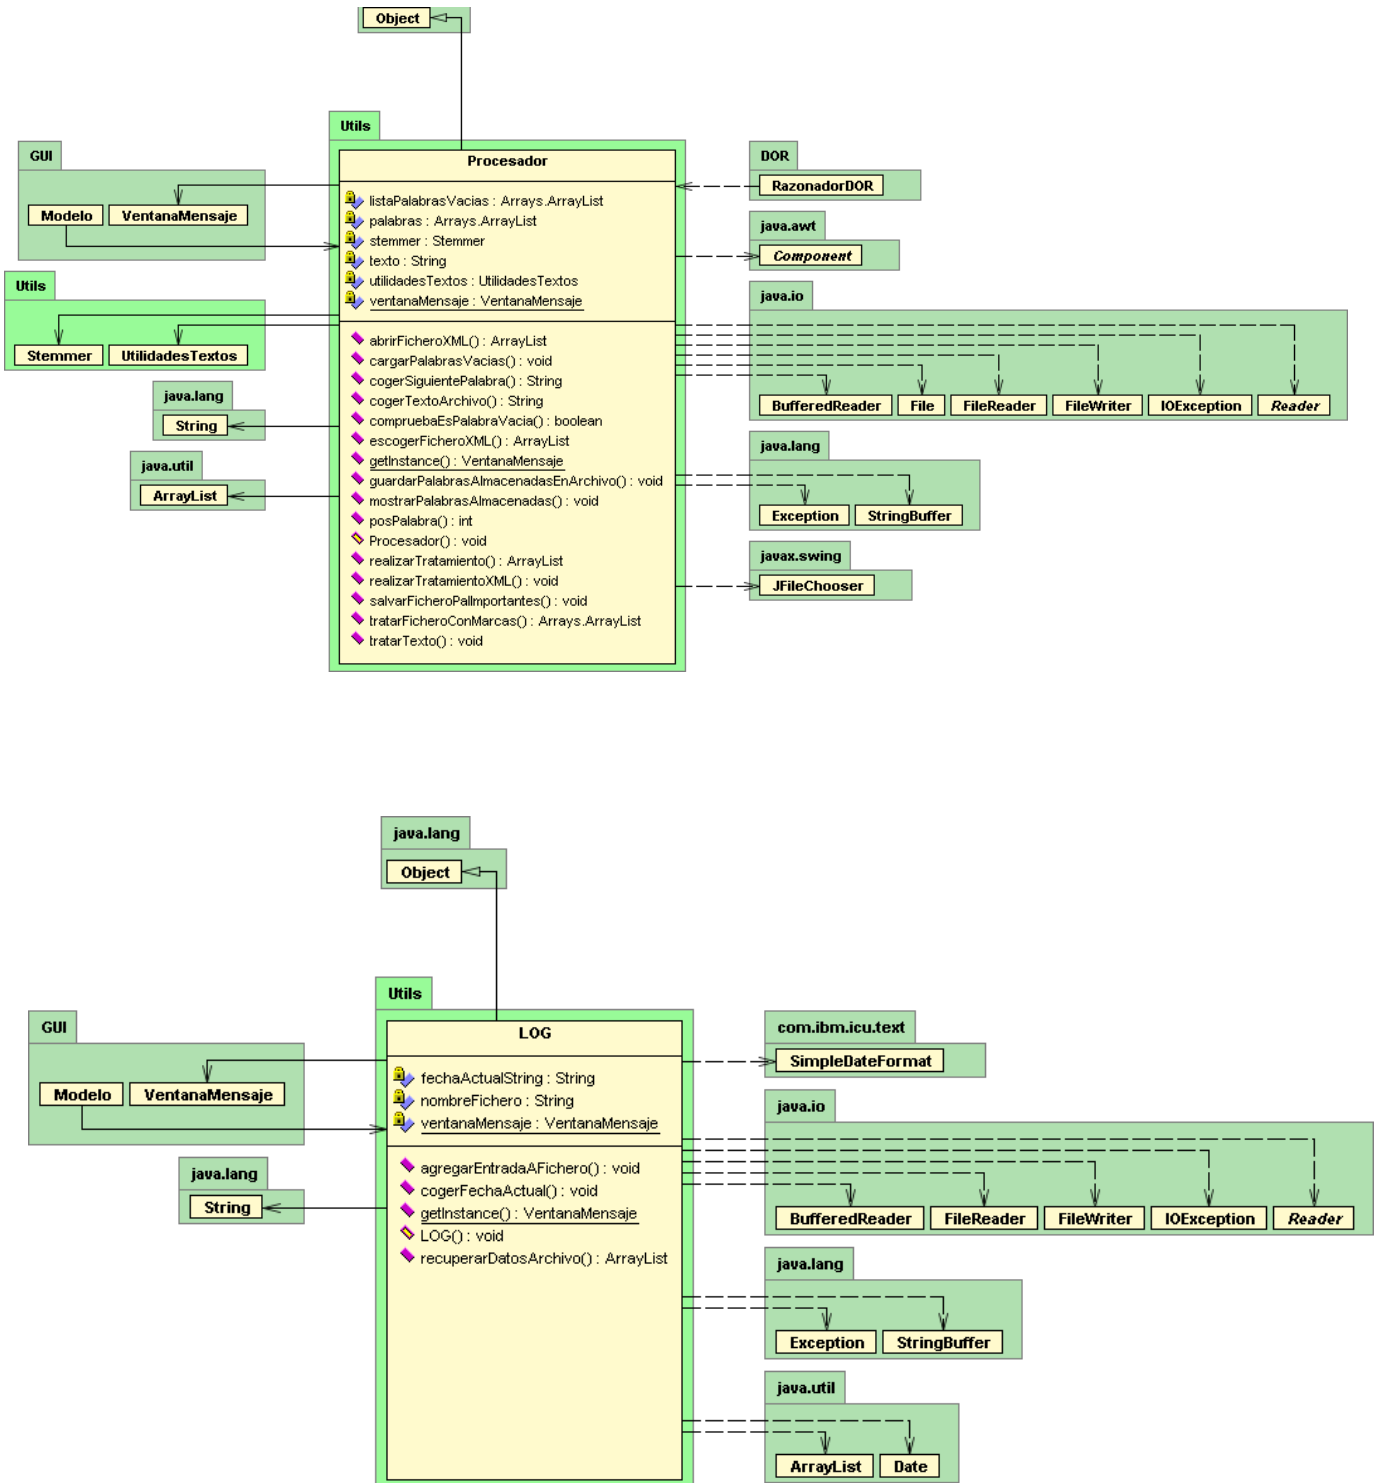 Object
Utils
Procesador
GUI
Modelo
VentanaMensaje
Utils
Stemmer
UtilidadesTextos
java.lang
String
java.util
ArrayList
listaPalabrasVacias : Arrays.ArrayList
palabras : Arrays.ArrayList
stemmer : Stemmer
texto : String
utilidadesTextos : UtilidadesTextos
ventanaMensaje : VentanaMensaje
abrirFicheroXML() : ArrayList
cargarPalabrasVacias() : void
cogerSiguientePalabra() : String
cogerTextoArchivo() : String
compruebaEsPalabraVacia() : boolean
escogerFicheroXML() : ArrayList
getInstance() : VentanaMensaje
guardarPalabrasAlmacenadasEnArchivo() : void
mostrarPalabrasAlmacenadas() : void
posPalabra() : int
Procesador() : void
realizarTratamiento() : ArrayList
realizarTratamientoXML() : void
salvarFicheroPalImportantes() : void
tratarFicheroConMarcas() : Arrays.ArrayList
tratarTexto() : void
DOR
RazonadorDOR
java.awt
Component
java.io
BufferedReader
File
FileReader
FileWriter
IOException
Reader
java.lang
Exception
StringBuffer
javax.swing
JFileChooser
java.lang
Object
Utils
LOG
GUI
Modelo
VentanaMensaje
java.lang
String
fechaActualString : String
nombreFichero : String
ventanaMensaje : VentanaMensaje
agregarEntradaAFichero() : void
cogerFechaActual() : void
getInstance() : VentanaMensaje
LOG() : void
recuperarDatosArchivo() : ArrayList
com.ibm.icu.text
SimpleDateFormat
java.io
BufferedReader
FileReader
FileWriter
IOException
Reader
java.lang
Exception
StringBuffer
java.util
ArrayList
Date